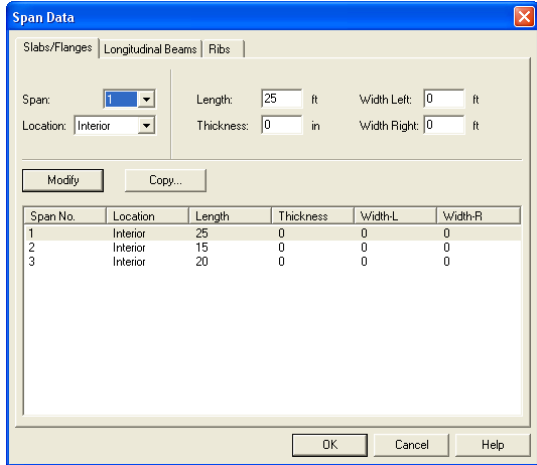 Span Data
Slabs/Flanges Longitudinal Beams Ribs
Span: 1 Length: 25 ft Width Left: 0 ft
Location: Interior Thickness: 0 in Width Right: 0 ft
Modify Copy...
Span No. Location Length Thickness Width-L Width-R
1 Interior 25 0 0 0
2 Interior 15 0 0 0
3 Interior 20 0 0 0
OK Cancel Help